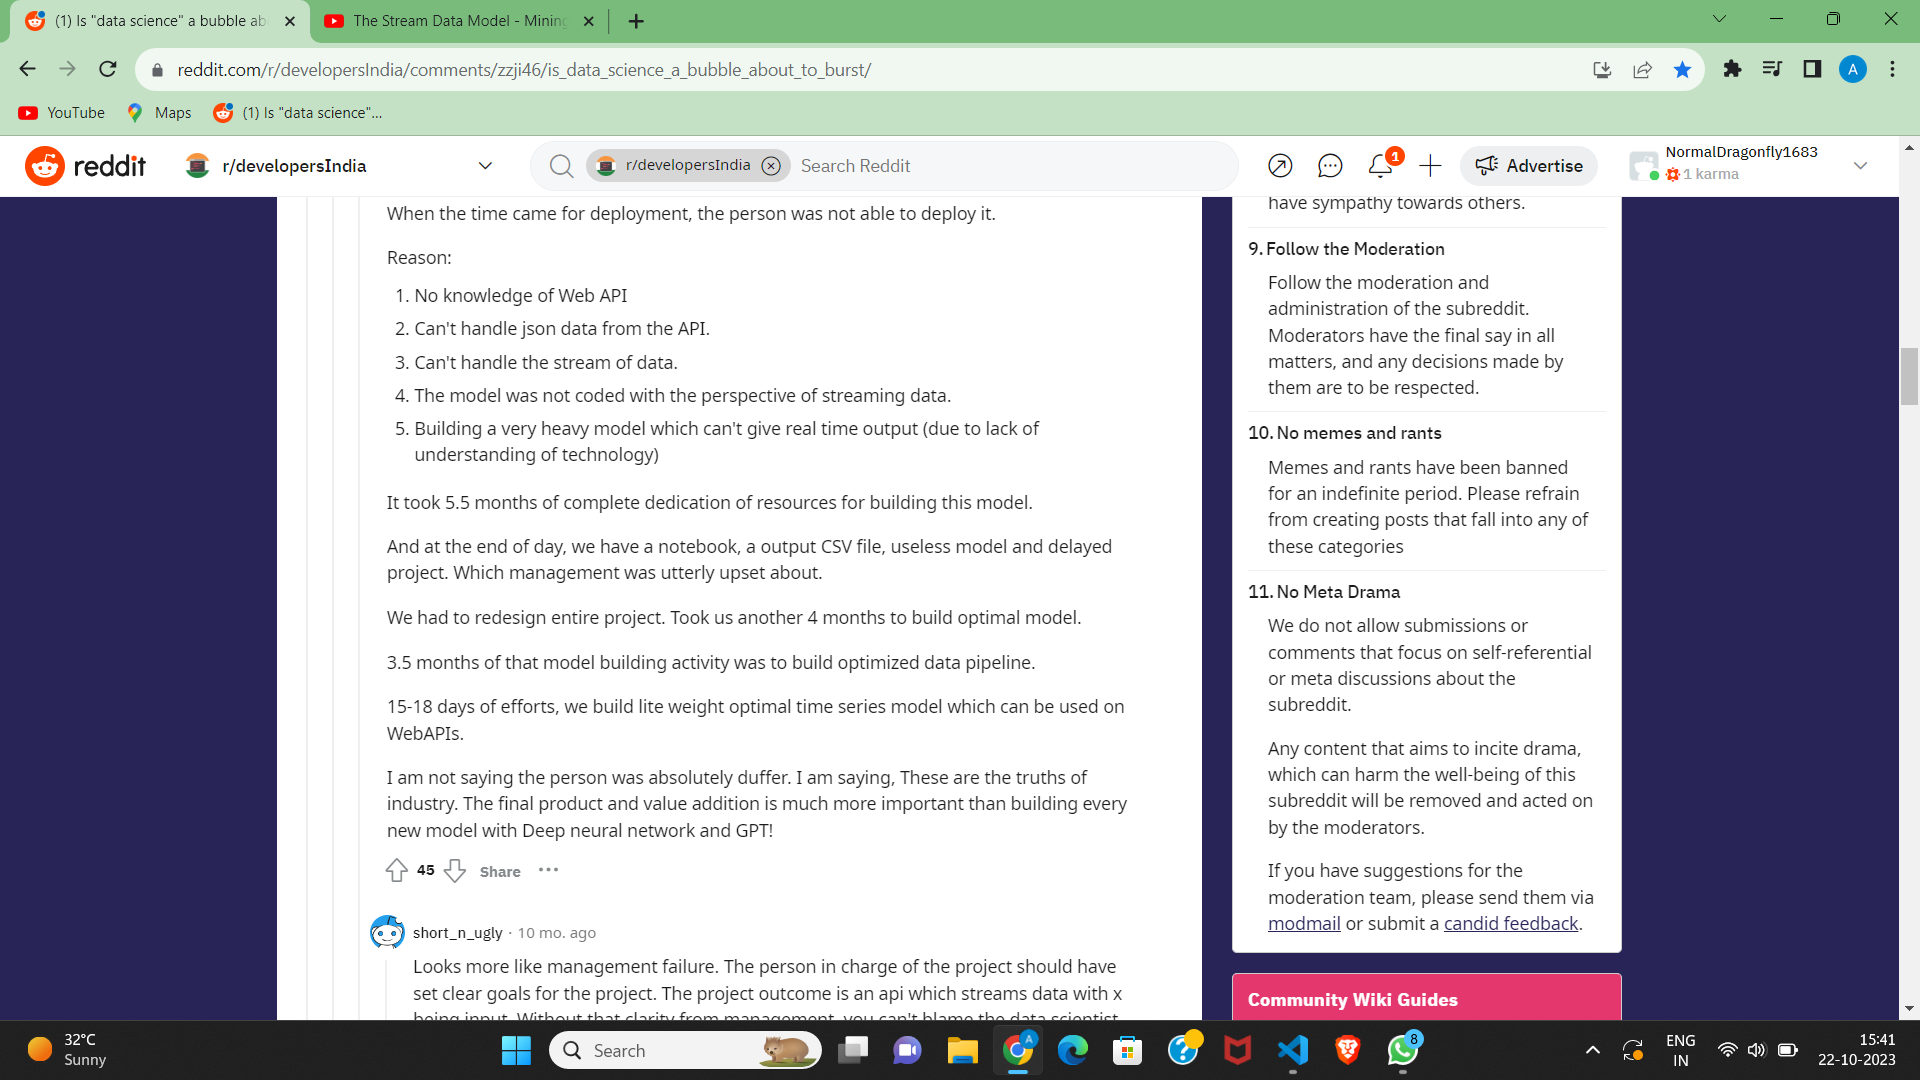 (1) Is "data science" a bubble ab
The Stream Data Model - Mining
reddit.com/r/developersIndia/comments/zzji46/is_data_science_a_bubble_about_to_burst/
A
YouTube
Maps
(1) Is "data science"...
reddit
r/developersIndia
r/developersIndia
Search Reddit
1
Advertise
NormalDragonfly1683
1 karma
When the time came for deployment, the person was not able to deploy it.
Reason:
1. No knowledge of Web API
2. Can't handle json data from the API.
3. Can't handle the stream of data.
4. The model was not coded with the perspective of streaming data.
5. Building a very heavy model which can't give real time output (due to lack of
understanding of technology)
It took 5.5 months of complete dedication of resources for building this model.
And at the end of day, we have a notebook, a output CSV file, useless model and delayed
project. Which management was utterly upset about.
We had to redesign entire project. Took us another 4 months to build optimal model.
3.5 months of that model building activity was to build optimized data pipeline.
15-18 days of efforts, we build lite weight optimal time series model which can be used on
WebAPIs.
I am not saying the person was absolutely duffer. I am saying, These are the truths of
industry. The final product and value addition is much more important than building every
new model with Deep neural network and GPT!
45
Share
short_n_ugly · 10 mo. ago
Looks more like management failure. The person in charge of the project should have
set clear goals for the project. The project outcome is an api which streams data with x
being input. Without that clarity from management, you can't blame the data scientist
have sympathy towards others.
9. Follow the Moderation
Follow the moderation and
administration of the subreddit.
Moderators have the final say in all
matters, and any decisions made by
them are to be respected.
10. No memes and rants
Memes and rants have been banned
for an indefinite period. Please refrain
from creating posts that fall into any of
these categories
11. No Meta Drama
We do not allow submissions or
comments that focus on self-referential
or meta discussions about the
subreddit.
Any content that aims to incite drama,
which can harm the well-being of this
subreddit will be removed and acted on
by the moderators.
If you have suggestions for the
moderation team, please send them via
modmail or submit a candid feedback.
Community Wiki Guides
32°C
Sunny
Search
A
8
ENG
IN
15:41
22-10-2023